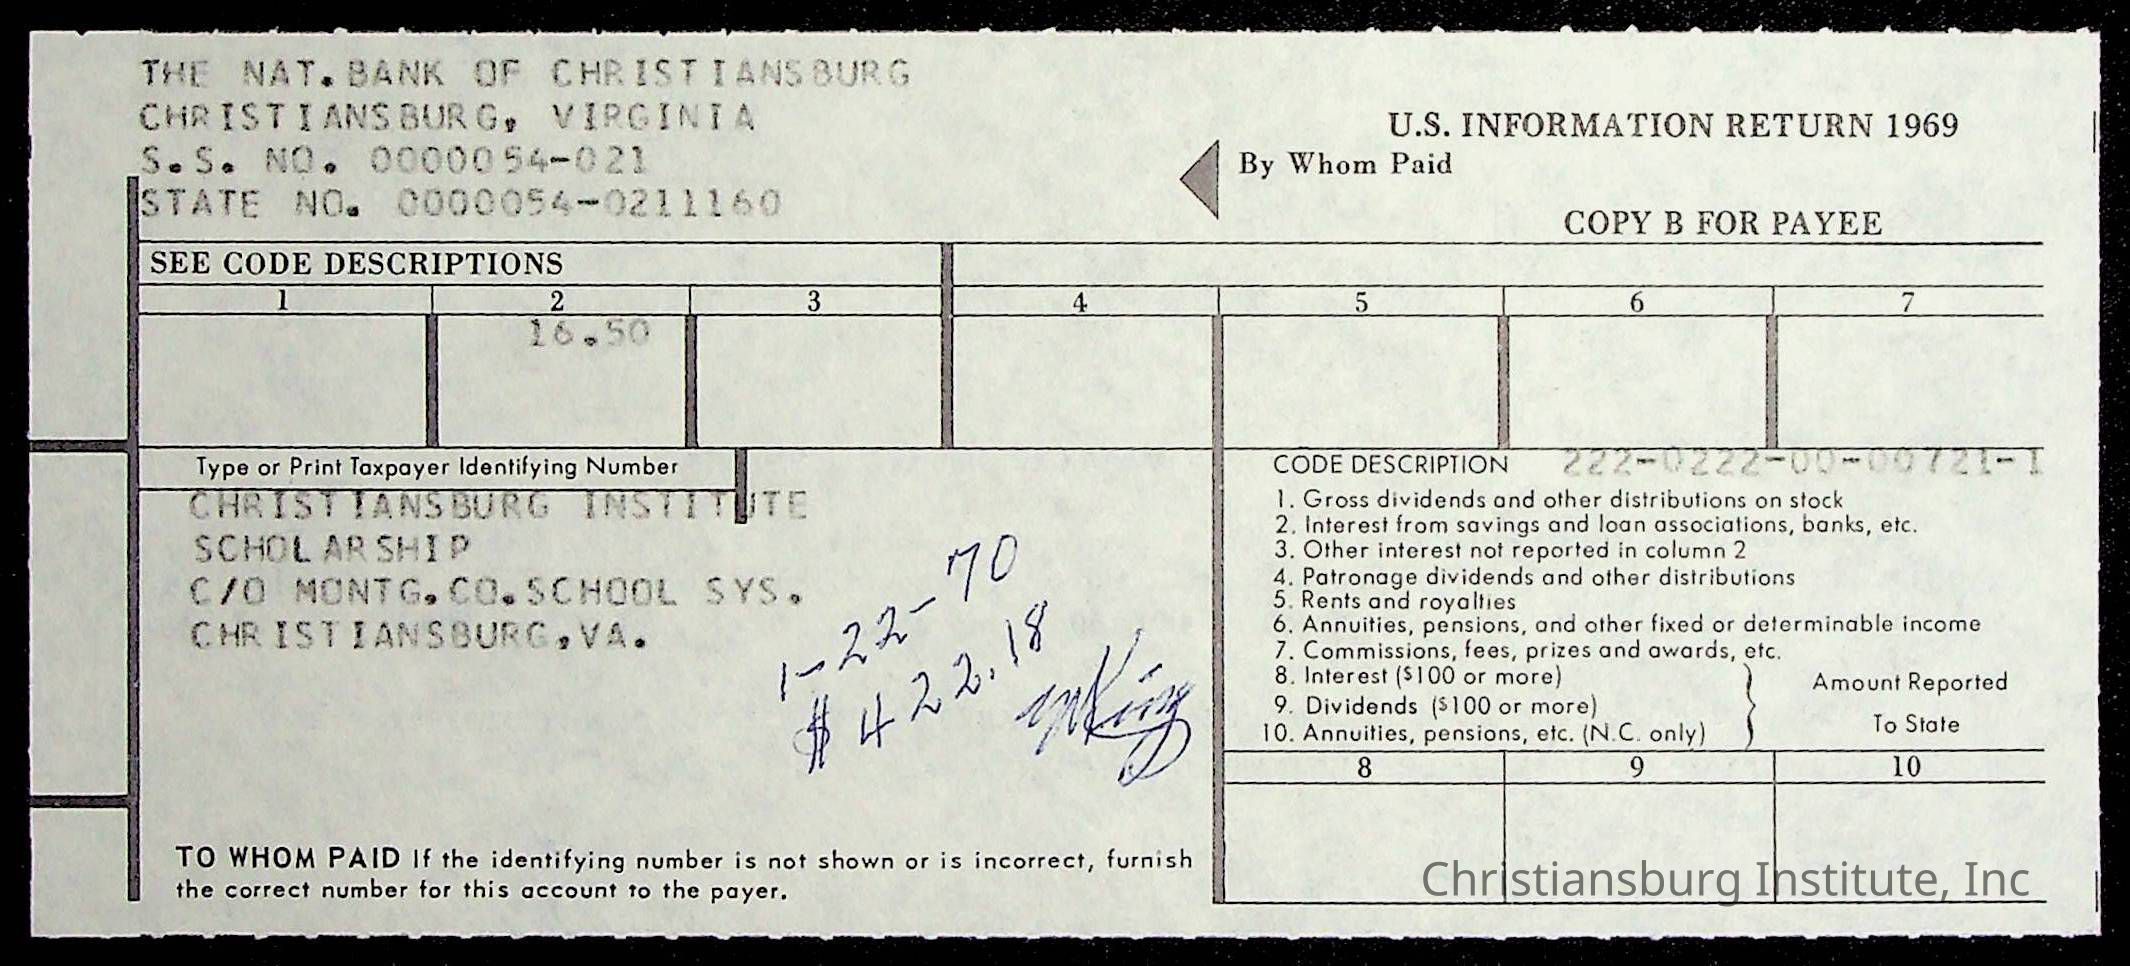 THE NAT.BANK OF CHRISTIANSBURG
CHRISTIANSBURG, VIRGINIA
S.S. NO. 0000054-021
STATE NO. 0000054-0211160
U.S. INFORMATION RETURN 1969
By Whom Paid
COPY B FOR PAYEE
SEE CODE DESCRIPTIONS
1 2 3 4 5 6 7
16.50
Type or Print Taxpayer Identifying Number
CHRISTIANSBURG INSTITUTE
SCHOLARSHIP
C/O MONTG.CO.SCHOOL SYS.
CHRISTIANSBURG,VA.
1-22-70
$422.18
King
CODE DESCRIPTION 222-0222-00-00721-1
1. Gross dividends and other distributions on stock
2. Interest from savings and loan associations, banks, etc.
3. Other interest not reported in column 2
4. Patronage dividends and other distributions
5. Rents and royalties
6. Annuities, pensions, and other fixed or determinable income
7. Commissions, fees, prizes and awards, etc.
8. Interest ($100 or more)
9. Dividends ($100 or more)
10. Annuities, pensions, etc. (N.C. only)
Amount Reported
To State
8 9 10
TO WHOM PAID If the identifying number is not shown or is incorrect, furnish
the correct number for this account to the payer.
Christiansburg Institute, Inc